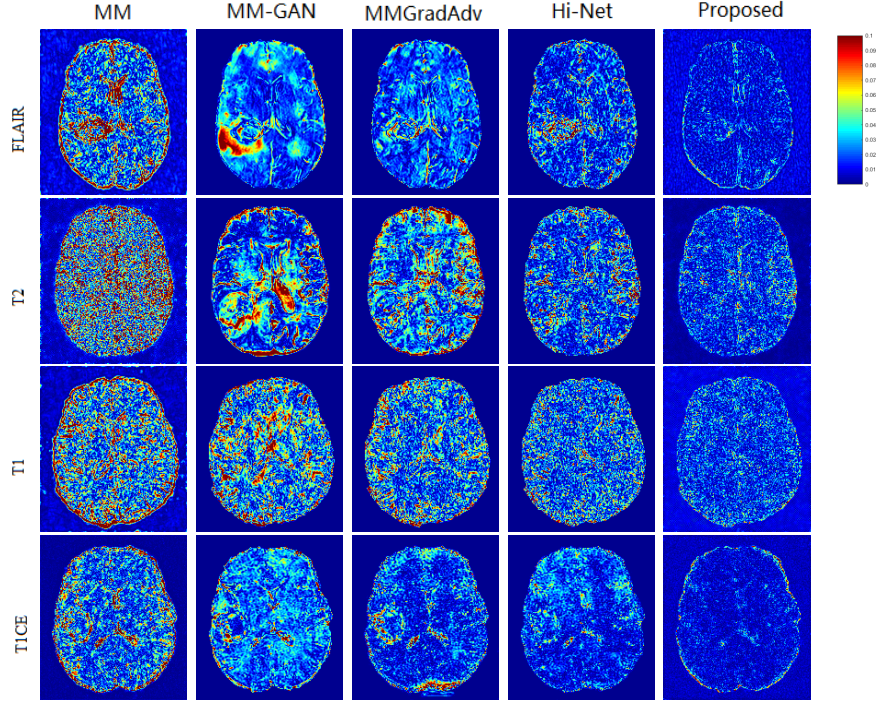 MM MM-GAN MMGradAdv Hi-Net Proposed
FLAIR
T2
T1
T1CE
0.1
0.09
0.08
0.07
0.06
0.05
0.04
0.03
0.02
0.01
0